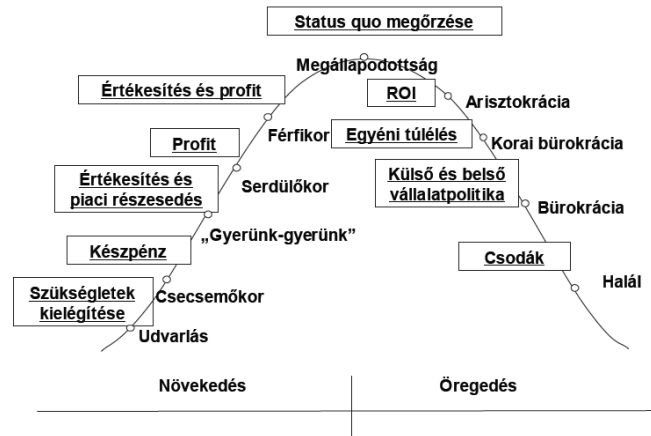 Status quo megőrzése
Megállapodottság
Értékesítés és profit
ROI
Arisztokrácia
Férfikor
Egyéni túlélés
Korai bürokrácia
Profit
Serdülőkor
Külső és belső
vállalatpolitika
Értékesítés és
piaci részesedés
Bürokrácia
„Gyerünk-gyerünk”
Készpénz
Csodák
Halál
Szükségletek
kielégítése
Csecsemőkor
Udvarlás
Növekedés
Öregedés